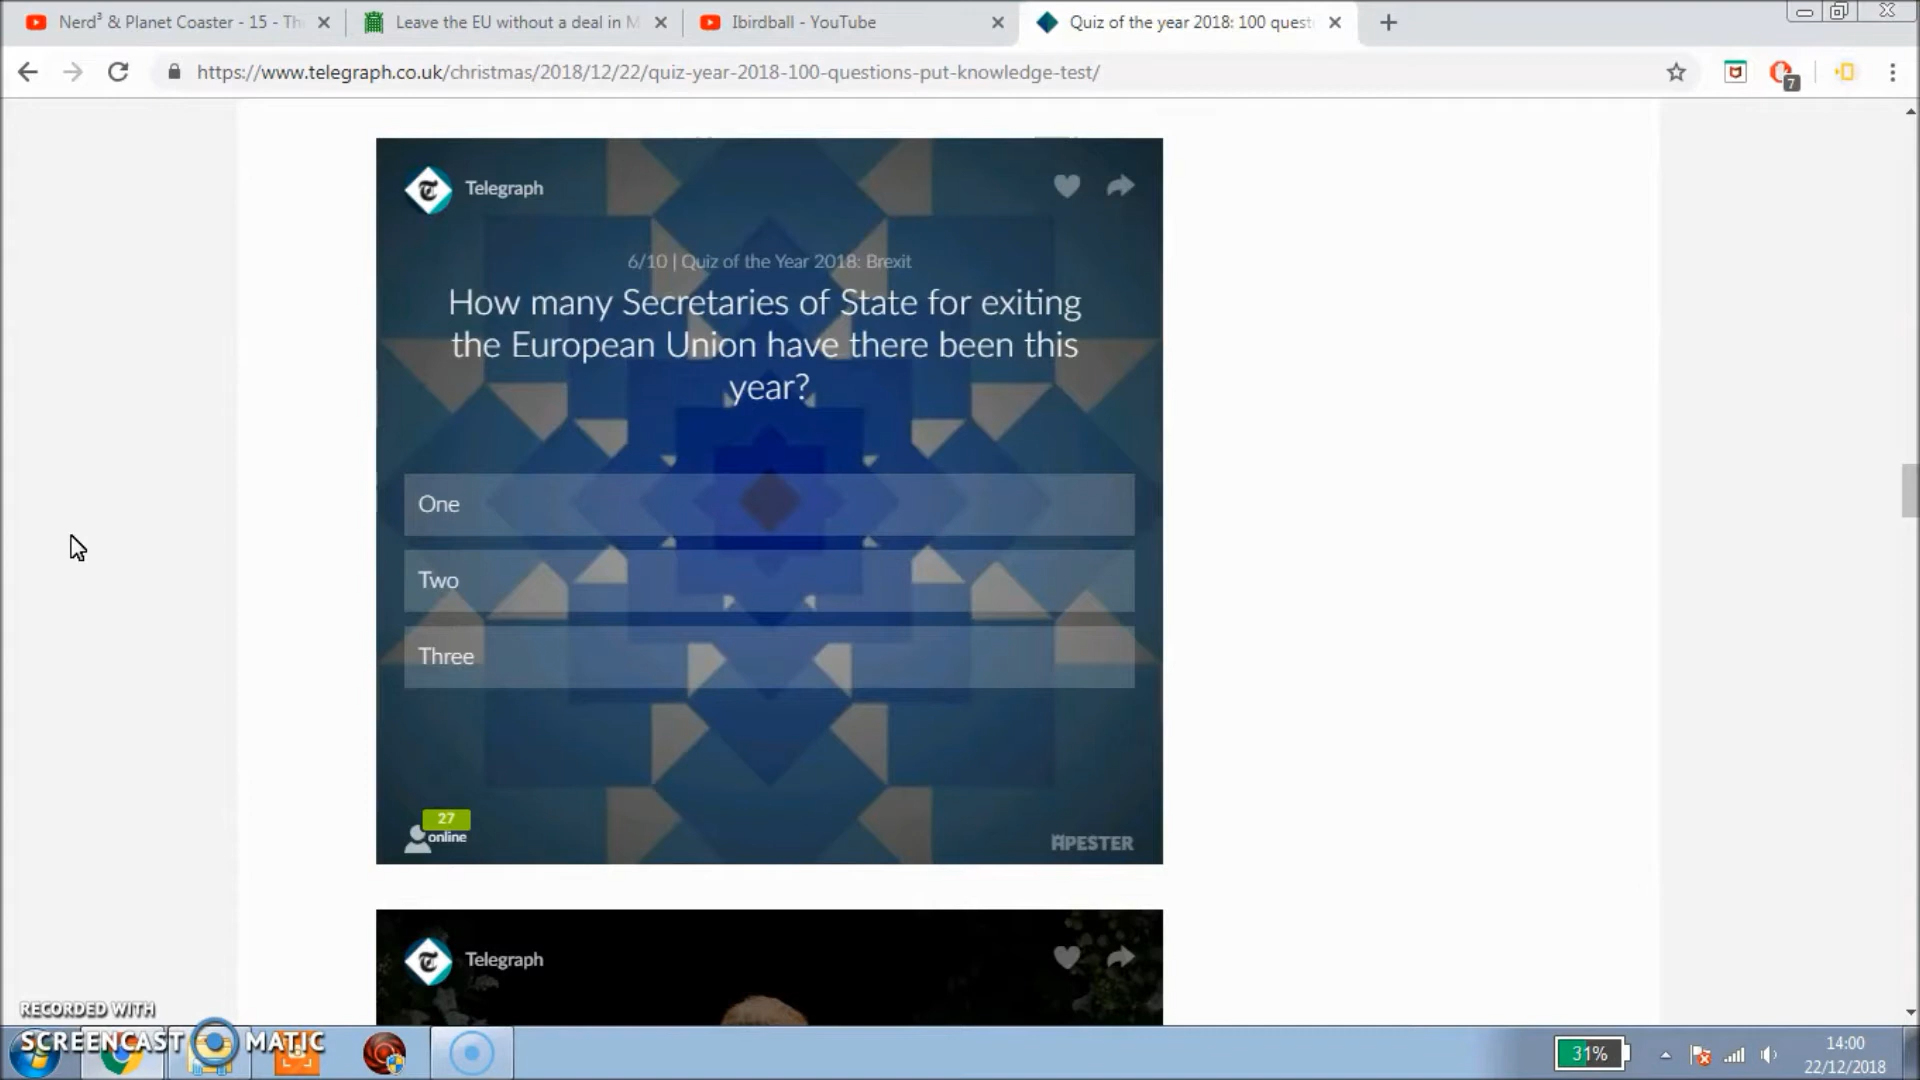 Nerd³ & Planet Coaster - 15 - Th
Leave the EU without a deal in M
Ibirdball - YouTube
Quiz of the year 2018: 100 quest
https://www.telegraph.co.uk/christmas/2018/12/22/quiz-year-2018-100-questions-put-knowledge-test/
7
Telegraph
6/10 | Quiz of the Year 2018: Brexit
How many Secretaries of State for exiting
the European Union have there been this
year?
One
Two
Three
27
online
APESTER
Telegraph
RECORDED WITH
SCREENCAST MATIC
31%
14:00
22/12/2018